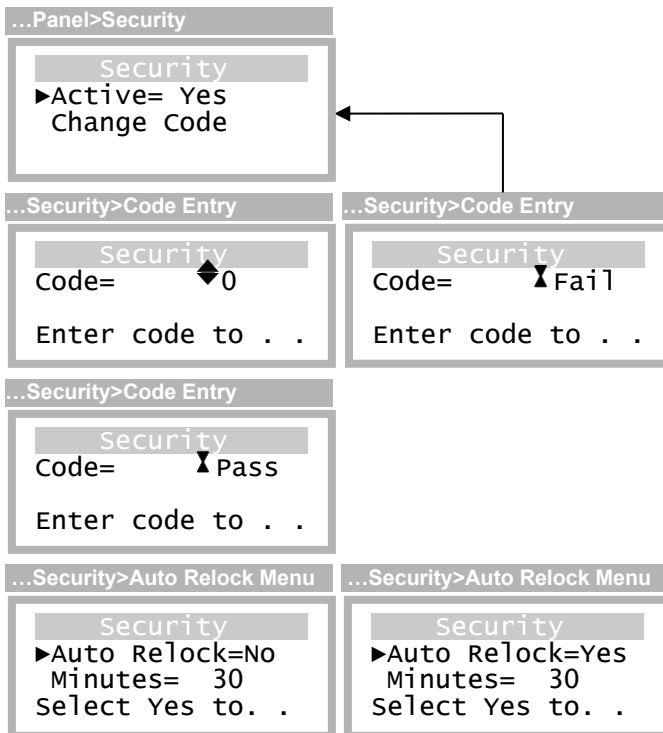 …Panel>Security
Security
►Active= Yes
Change Code
…Security>Code Entry
Security
Code= 0
Enter code to . .
…Security>Code Entry
Security
Code= Fail
Enter code to . .
…Security>Code Entry
Security
Code= Pass
Enter code to . .
…Security>Auto Relock Menu
Security
►Auto Relock=No
Minutes= 30
Select Yes to. .
…Security>Auto Relock Menu
Security
►Auto Relock=Yes
Minutes= 30
Select Yes to. .